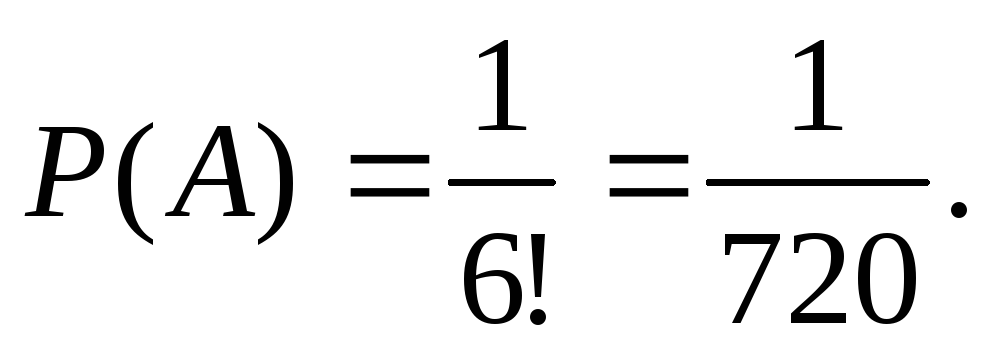 P(A) = 1/6! = 1/720.